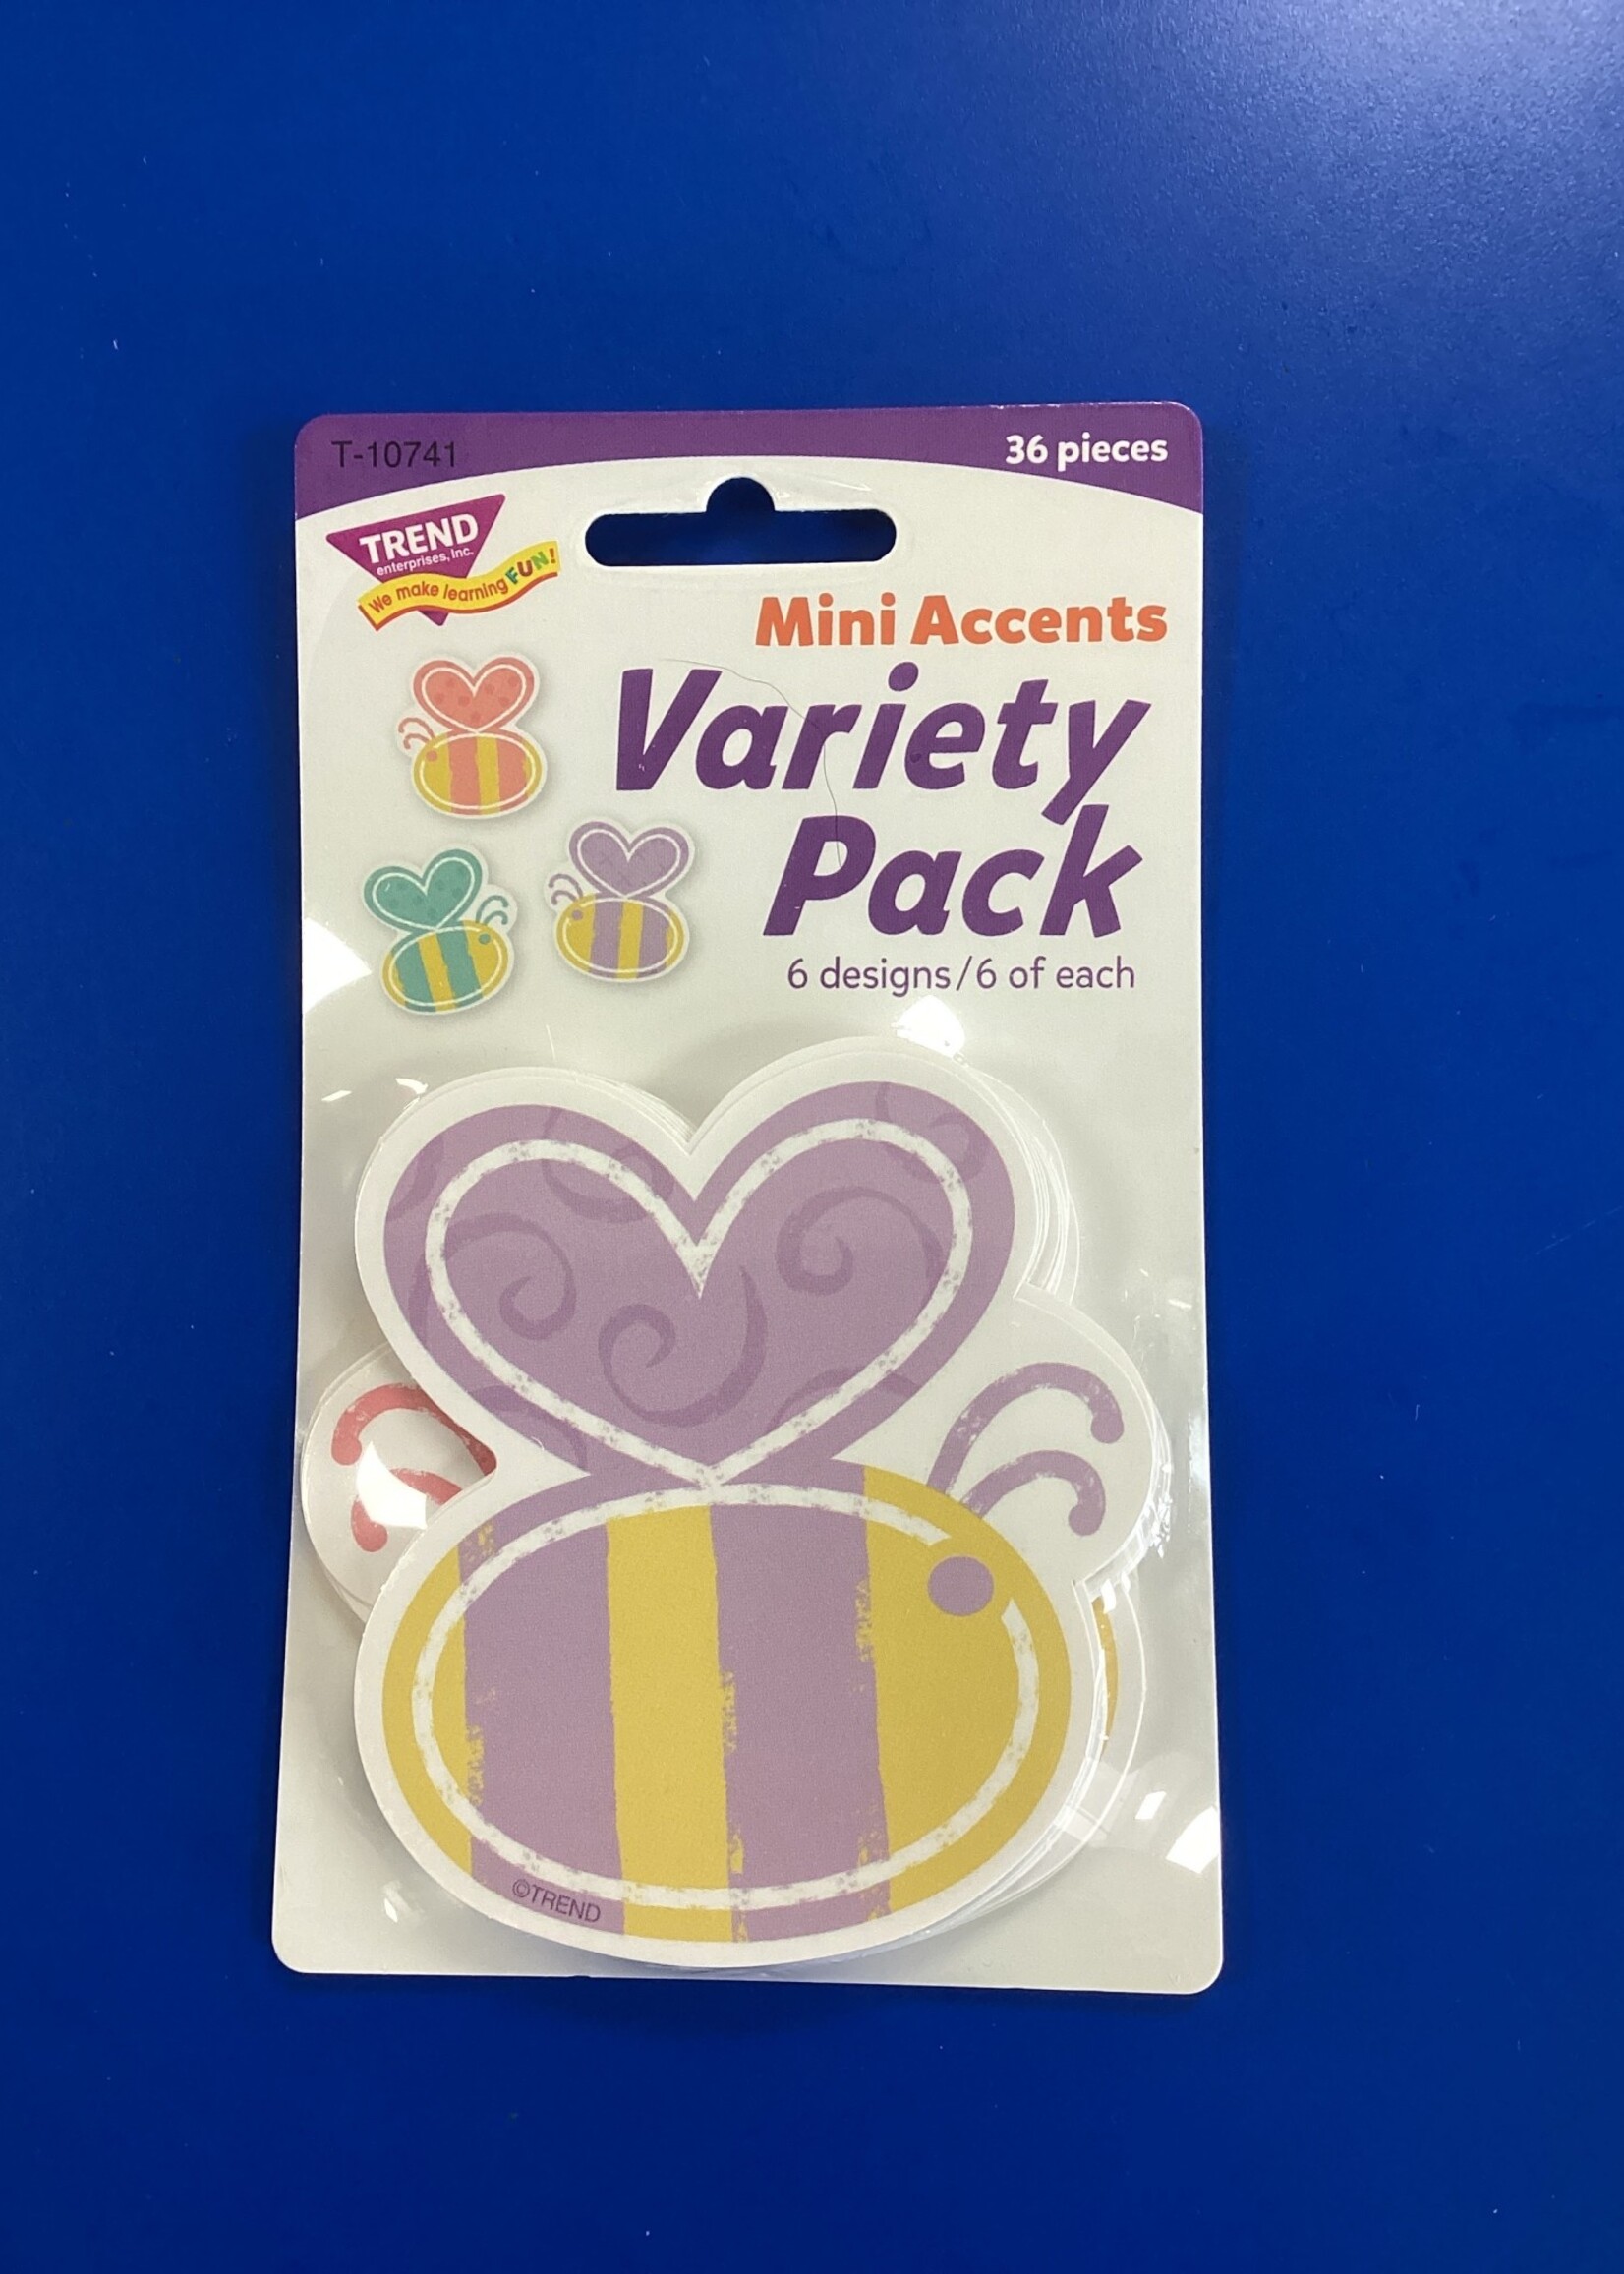 T-10741
36 pieces
TREND
enterprises, Inc.
We make learning FUN!
Mini Accents
Variety
Pack
6 designs/6 of each
©TREND